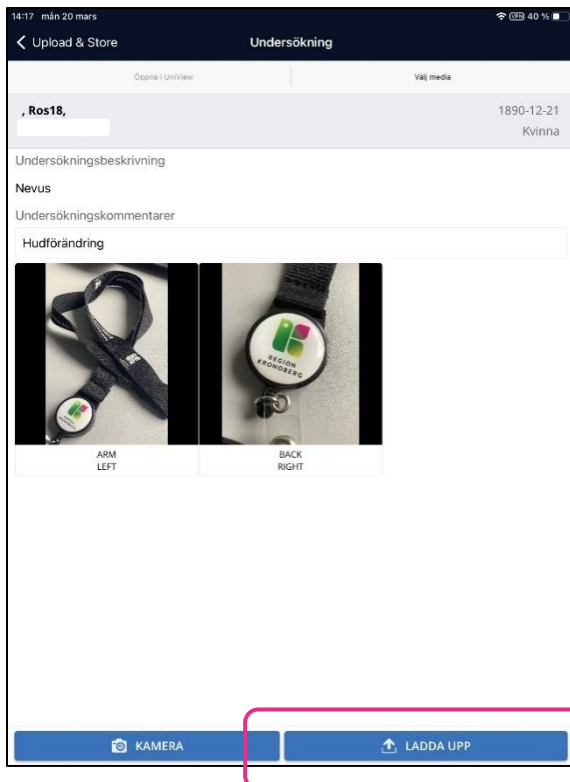 14:17 mån 20 mars
VPN 40 %
Upload & Store
Undersökning
Öppna i UniView
Välj media
, Ros18,
1890-12-21
Kvinna
Undersökningsbeskrivning
Nevus
Undersökningskommentarer
Hudförändring
REGION
KRONOBERG
ARM
LEFT
BACK
RIGHT
KAMERA
LADDA UPP